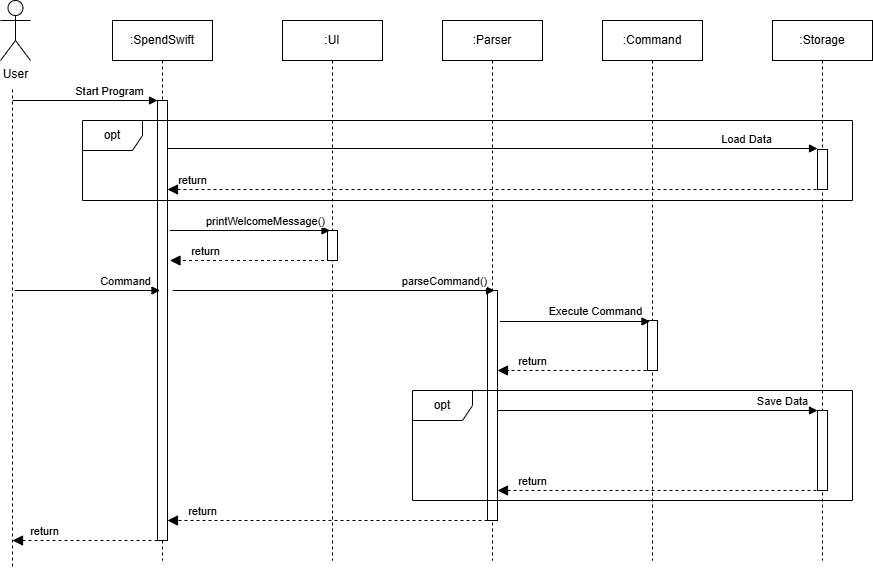 :SpendSwift
:UI
:Parser
:Command
:Storage
User
Start Program
opt
Load Data
return
printWelcomeMessage()
return
Command
parseCommand()
Execute Command
return
opt
Save Data
return
return
return